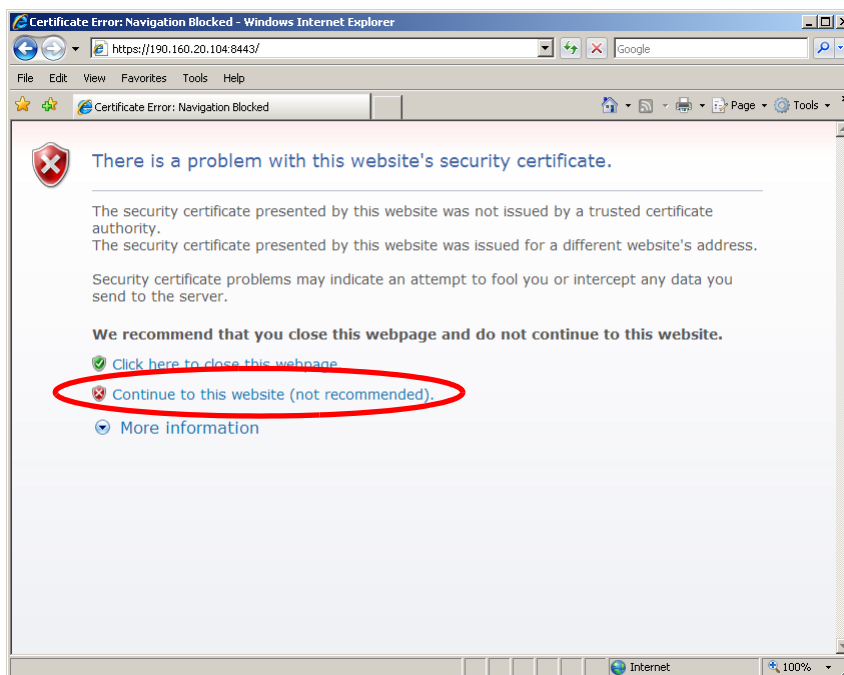 Certificate Error: Navigation Blocked - Windows Internet Explorer
https://190.160.20.104:8443/
Google
File Edit View Favorites Tools Help
Certificate Error: Navigation Blocked
Page
Tools
There is a problem with this website's security certificate.
The security certificate presented by this website was not issued by a trusted certificate
authority.
The security certificate presented by this website was issued for a different website's address.
Security certificate problems may indicate an attempt to fool you or intercept any data you
send to the server.
We recommend that you close this webpage and do not continue to this website.
Click here to close this webpage.
Continue to this website (not recommended).
More information
Internet
100%